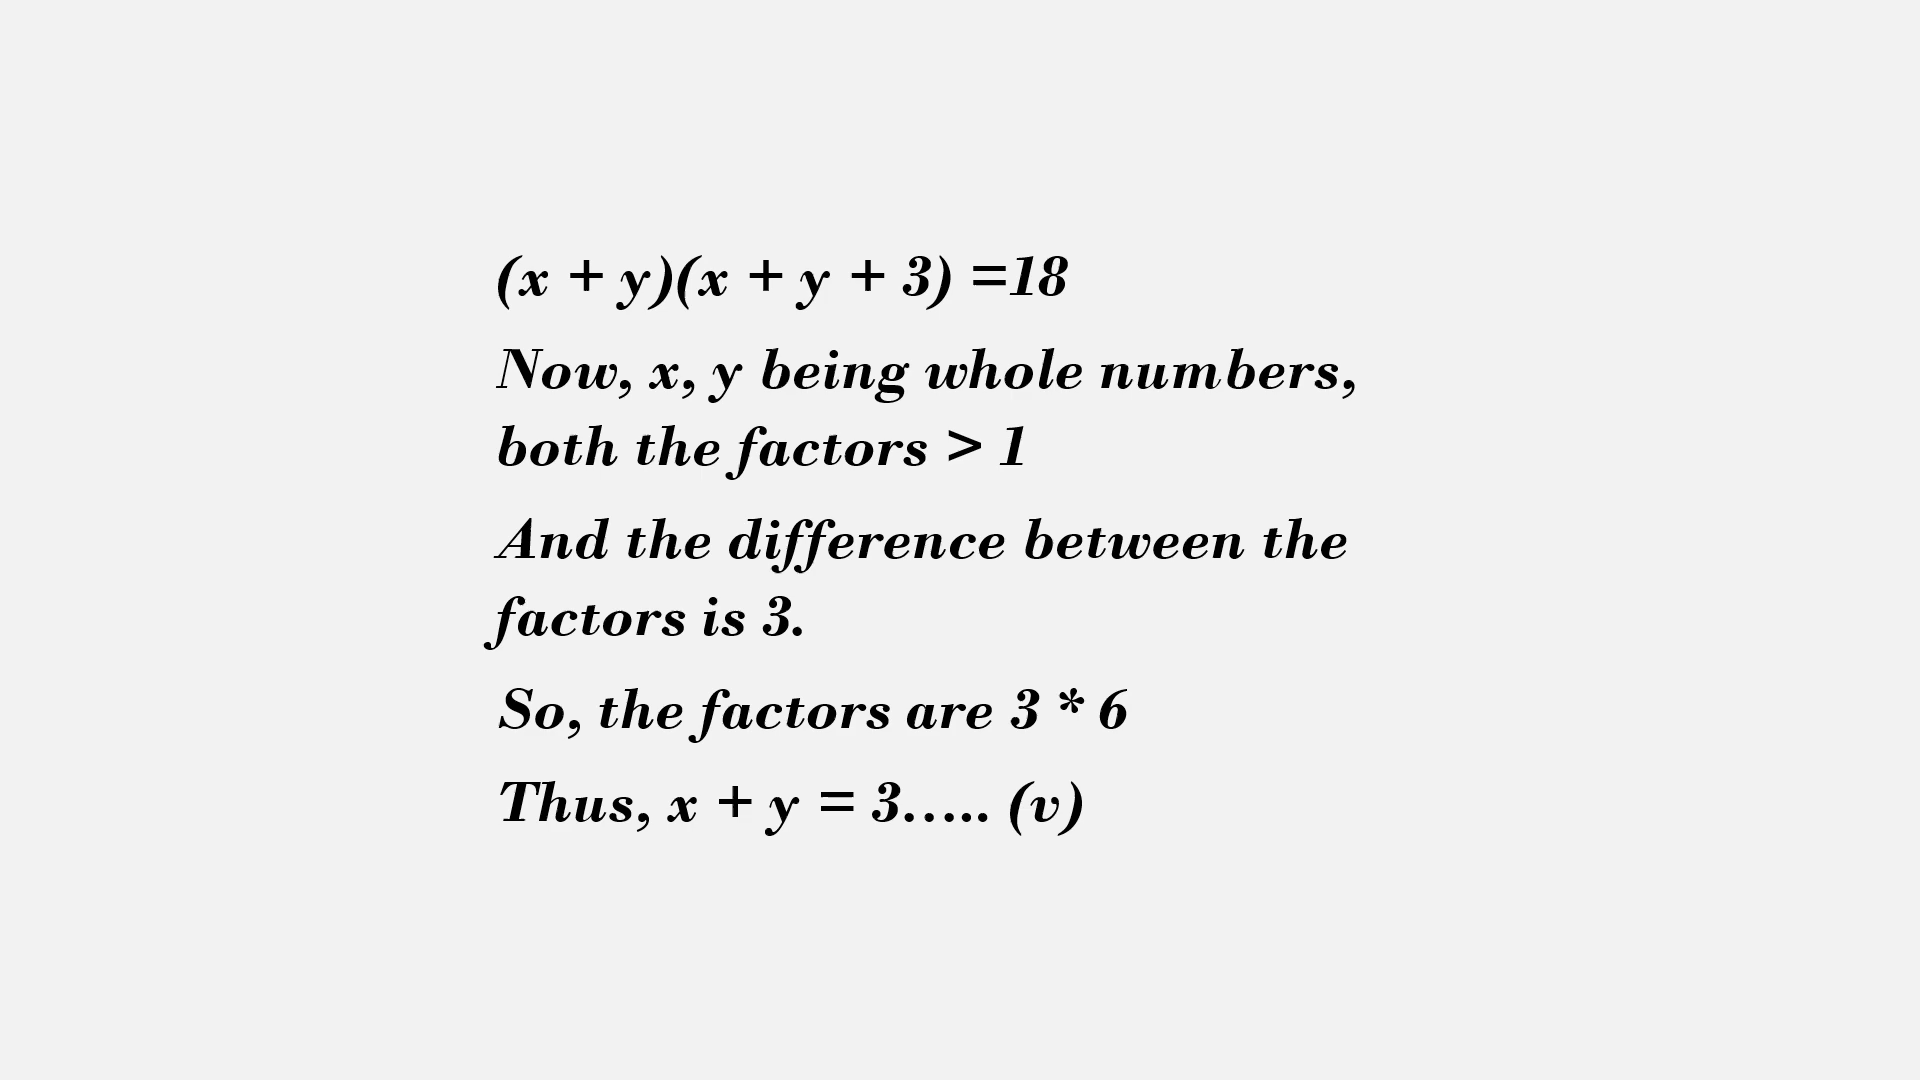 (x + y)(x + y + 3) =18
Now, x, y being whole numbers,
both the factors > 1
And the difference between the
factors is 3.
So, the factors are 3 * 6
Thus, x + y = 3….. (v)